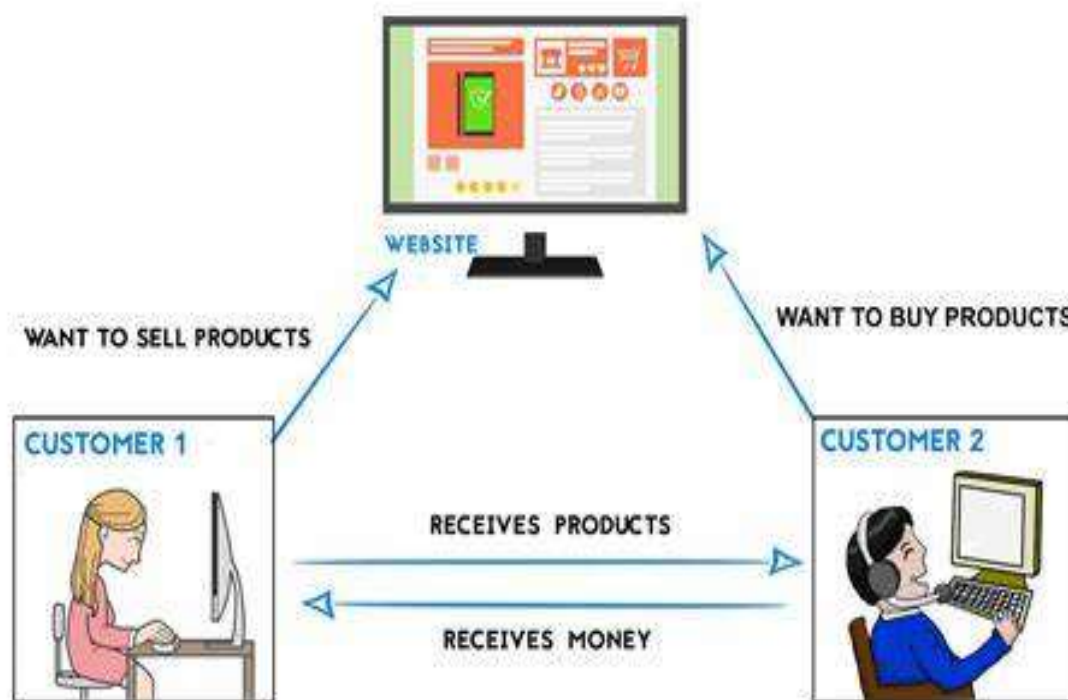 WEBSITE
WANT TO SELL PRODUCTS
WANT TO BUY PRODUCTS
CUSTOMER 1
CUSTOMER 2
RECEIVES PRODUCTS
RECEIVES MONEY